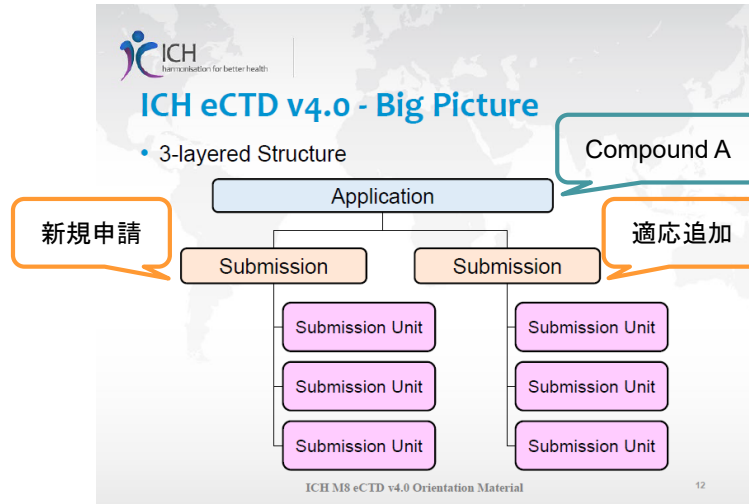 ICH
harmonisation for better health
ICH eCTD v4.0 - Big Picture
• 3-layered Structure
Compound A
Application
新規申請
適応追加
Submission
Submission
Submission Unit
Submission Unit
Submission Unit
Submission Unit
Submission Unit
Submission Unit
ICH M8 eCTD v4.0 Orientation Material
12